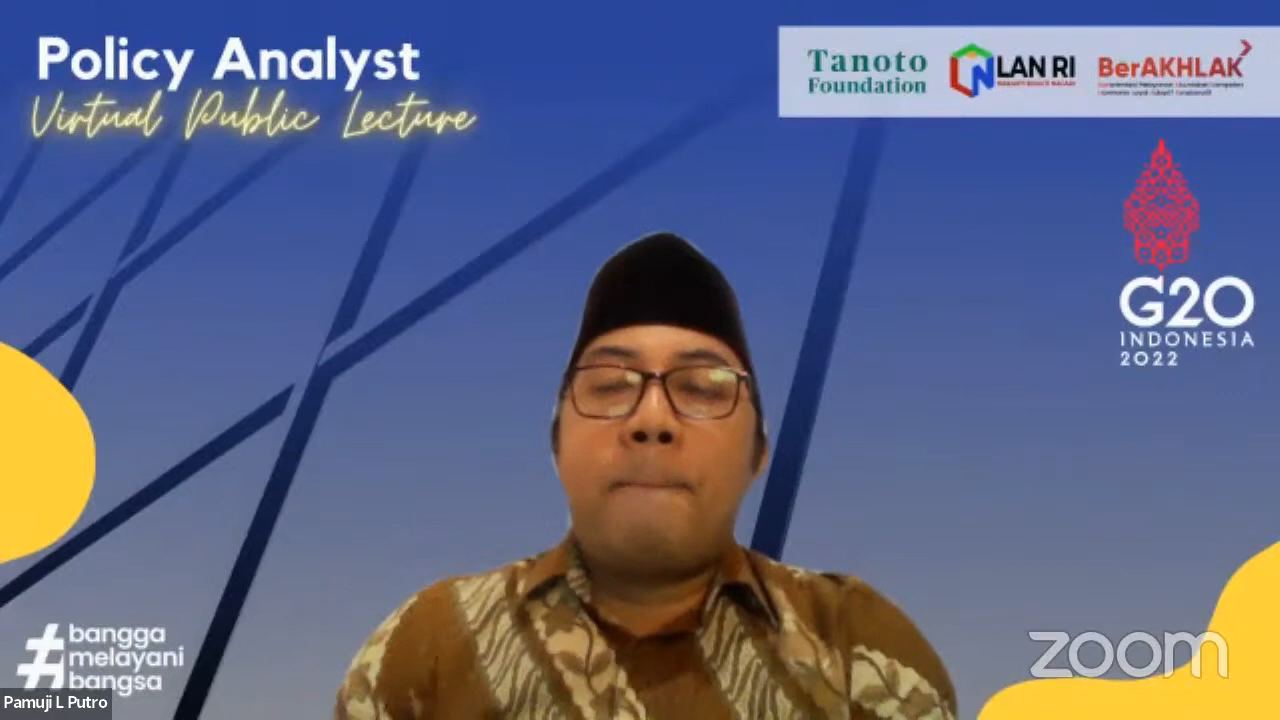 Policy Analyst
Virtual Public Lecture
Tanoto
Foundation
LAN RI
BerAKHLAK
G20
INDONESIA
2022
#bangga
melayani
bangsa
Pamuji L Putro
zoom